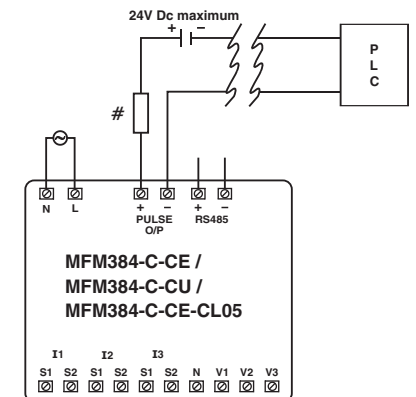 24V Dc maximum
+ −
P
L
C
#
N L + − + −
PULSE RS485
O/P
MFM384-C-CE /
MFM384-C-CU /
MFM384-C-CE-CL05
I1 I2 I3
S1 S2 S1 S2 S1 S2 N V1 V2 V3